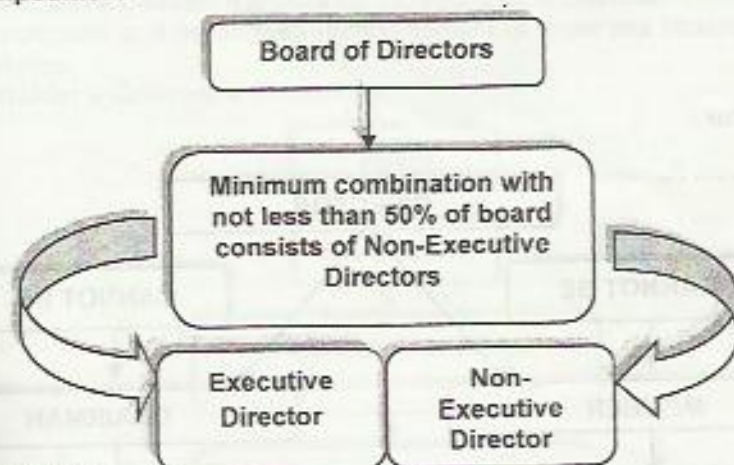 Board of Directors
Minimum combination with
not less than 50% of board
consists of Non-Executive
Directors
Executive
Director
Non-
Executive
Director